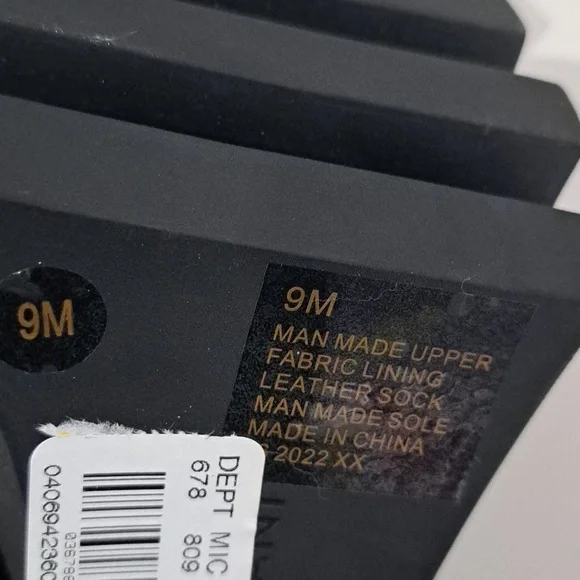 9M
9M
MAN MADE UPPER
FABRIC LINING
LEATHER SOCK
MAN MADE SOLE
MADE IN CHINA
2022 XX
DEPT MIC
678 809